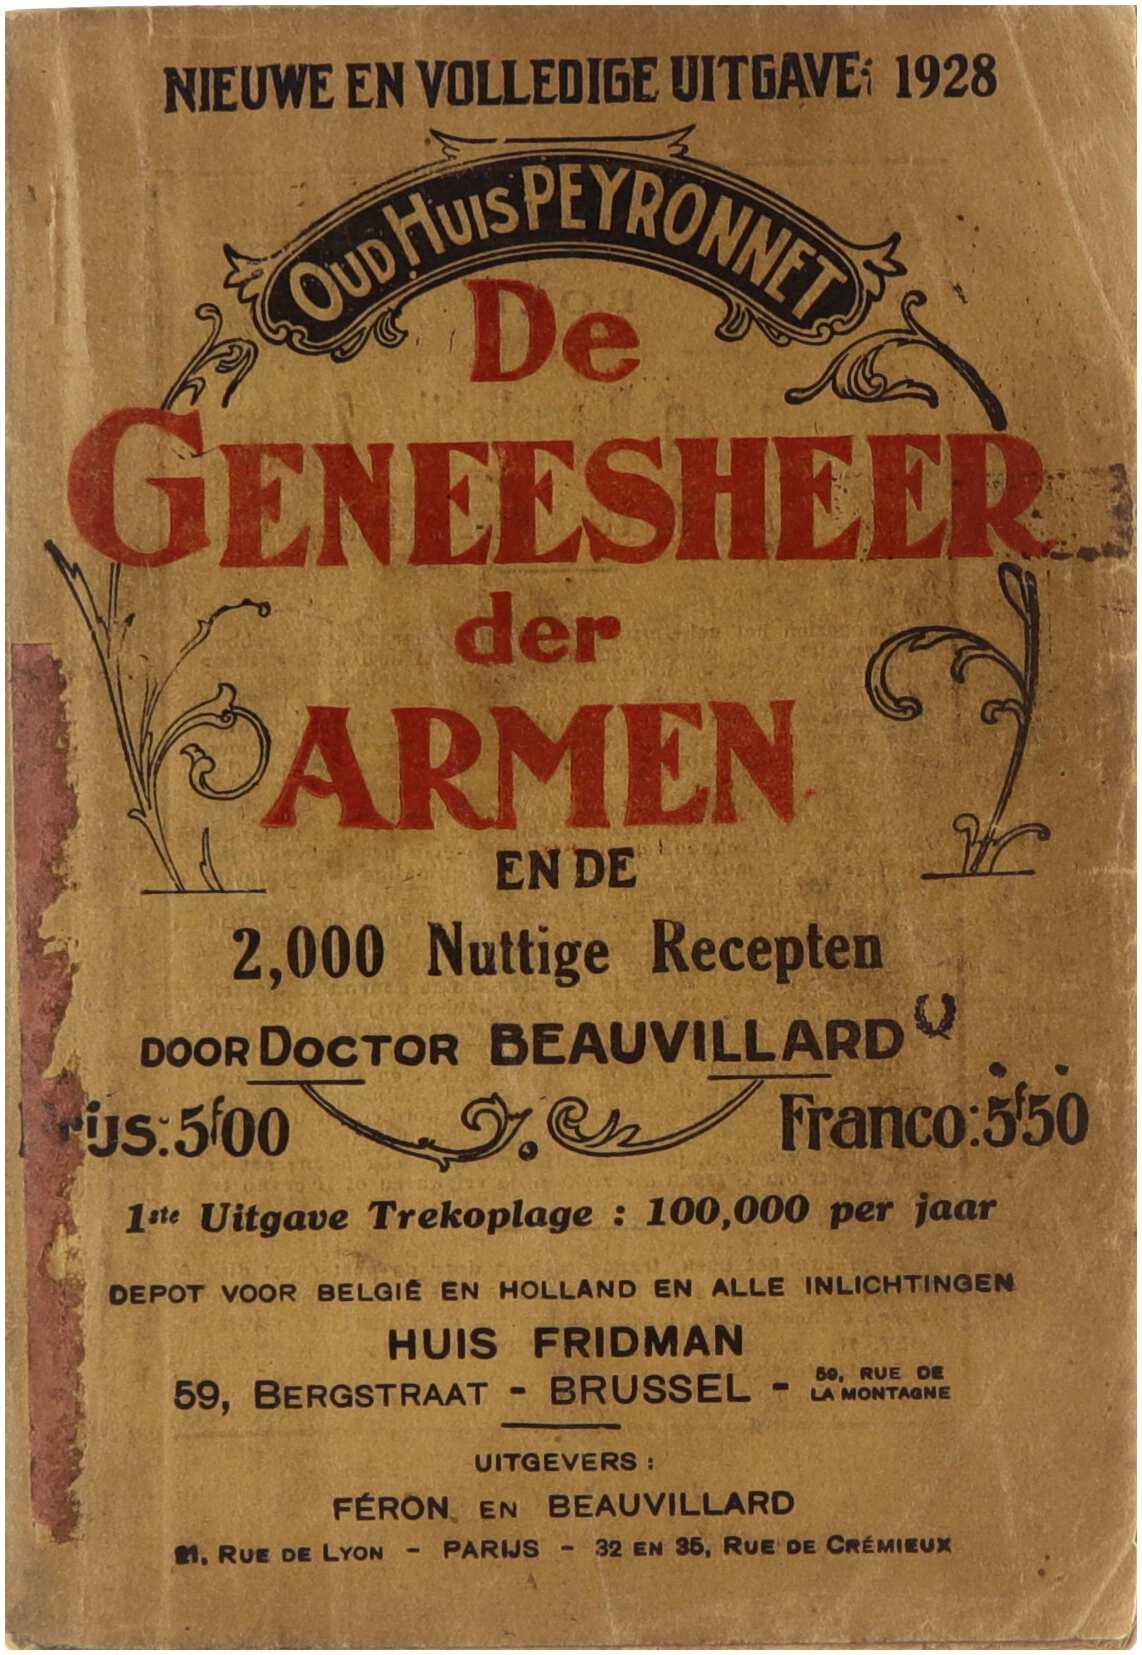 NIEUWE EN VOLLEDIGE UITGAVE: 1928
OUD HUIS PEYRONNET
De
GENEESHEER
der
ARMEN
EN DE
2,000 Nuttige Recepten
DOOR DOCTOR BEAUVILLARD
Prijs: 5f00 Franco: 5f50
1ste Uitgave Trekoplage : 100,000 per jaar
DEPOT VOOR BELGIË EN HOLLAND EN ALLE INLICHTINGEN
HUIS FRIDMAN
59, BERGSTRAAT - BRUSSEL - 59, RUE DE
LA MONTAGNE
UITGEVERS :
FÉRON EN BEAUVILLARD
RUE DE LYON - PARIJS - 32 EN 35, RUE DE CRÉMIEUX